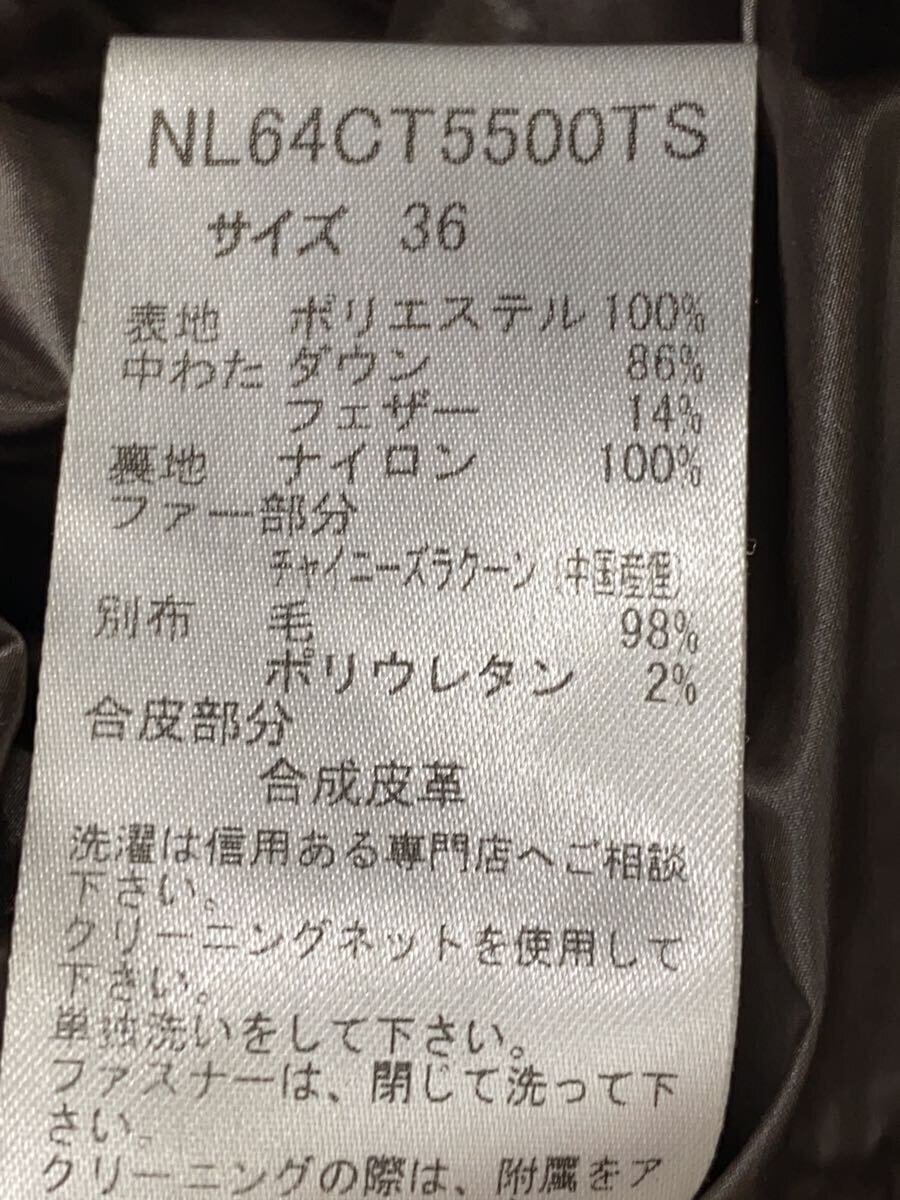 NL64CT5500TS
サイズ 36
表地 ポリエステル 100%
中わた ダウン 86%
フェザー 14%
裏地 ナイロン 100%
ファー部分
チャイニーズラクーン (中国産狸)
別布 毛 98%
ポリウレタン 2%
合皮部分
合成皮革
洗濯は信用ある専門店へご相談
下さい。
クリーニングネットを使用して
下さい。
単独洗いをして下さい。
ファスナーは、閉じて洗って下
さい。
クリーニングの際は、附属をア